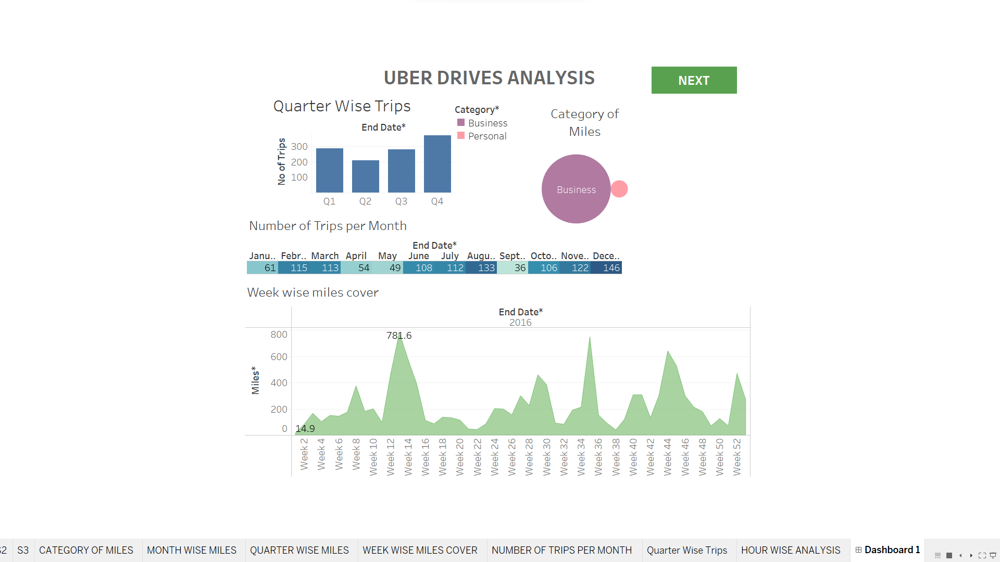 UBER DRIVES ANALYSIS
NEXT
Quarter Wise Trips
End Date*
No of Trips
300
200
100
Q1 Q2 Q3 Q4
Category*
Business
Personal
Category of
Miles
Business
Number of Trips per Month
End Date*
Janu.. Febr.. March April May June July Augu.. Sept.. Octo.. Nove.. Dece..
61 115 113 54 49 108 112 133 36 106 122 146
Week wise miles cover
End Date*
2016
Miles*
800
600
400
200
0
781.6
14.9
Week 2 Week 4 Week 6 Week 8 Week 10 Week 12 Week 14 Week 16 Week 18 Week 20 Week 22 Week 24 Week 26 Week 28 Week 30 Week 32 Week 34 Week 36 Week 38 Week 40 Week 42 Week 44 Week 46 Week 48 Week 50 Week 52
S2 S3 CATEGORY OF MILES MONTH WISE MILES QUARTER WISE MILES WEEK WISE MILES COVER NUMBER OF TRIPS PER MONTH Quarter Wise Trips HOUR WISE ANALYSIS Dashboard 1